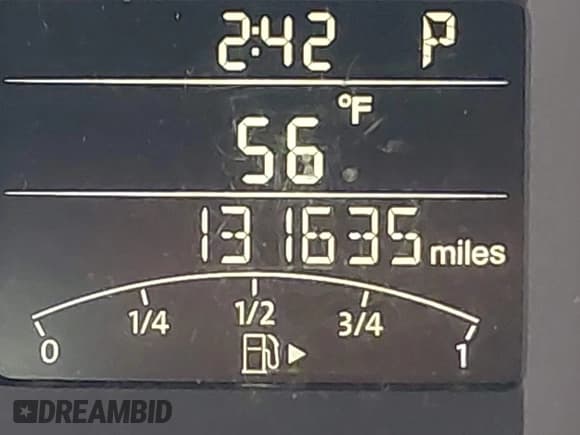 2:42 P
56 °F
131635 miles
0 1/4 1/2 3/4 1
DREAMBID